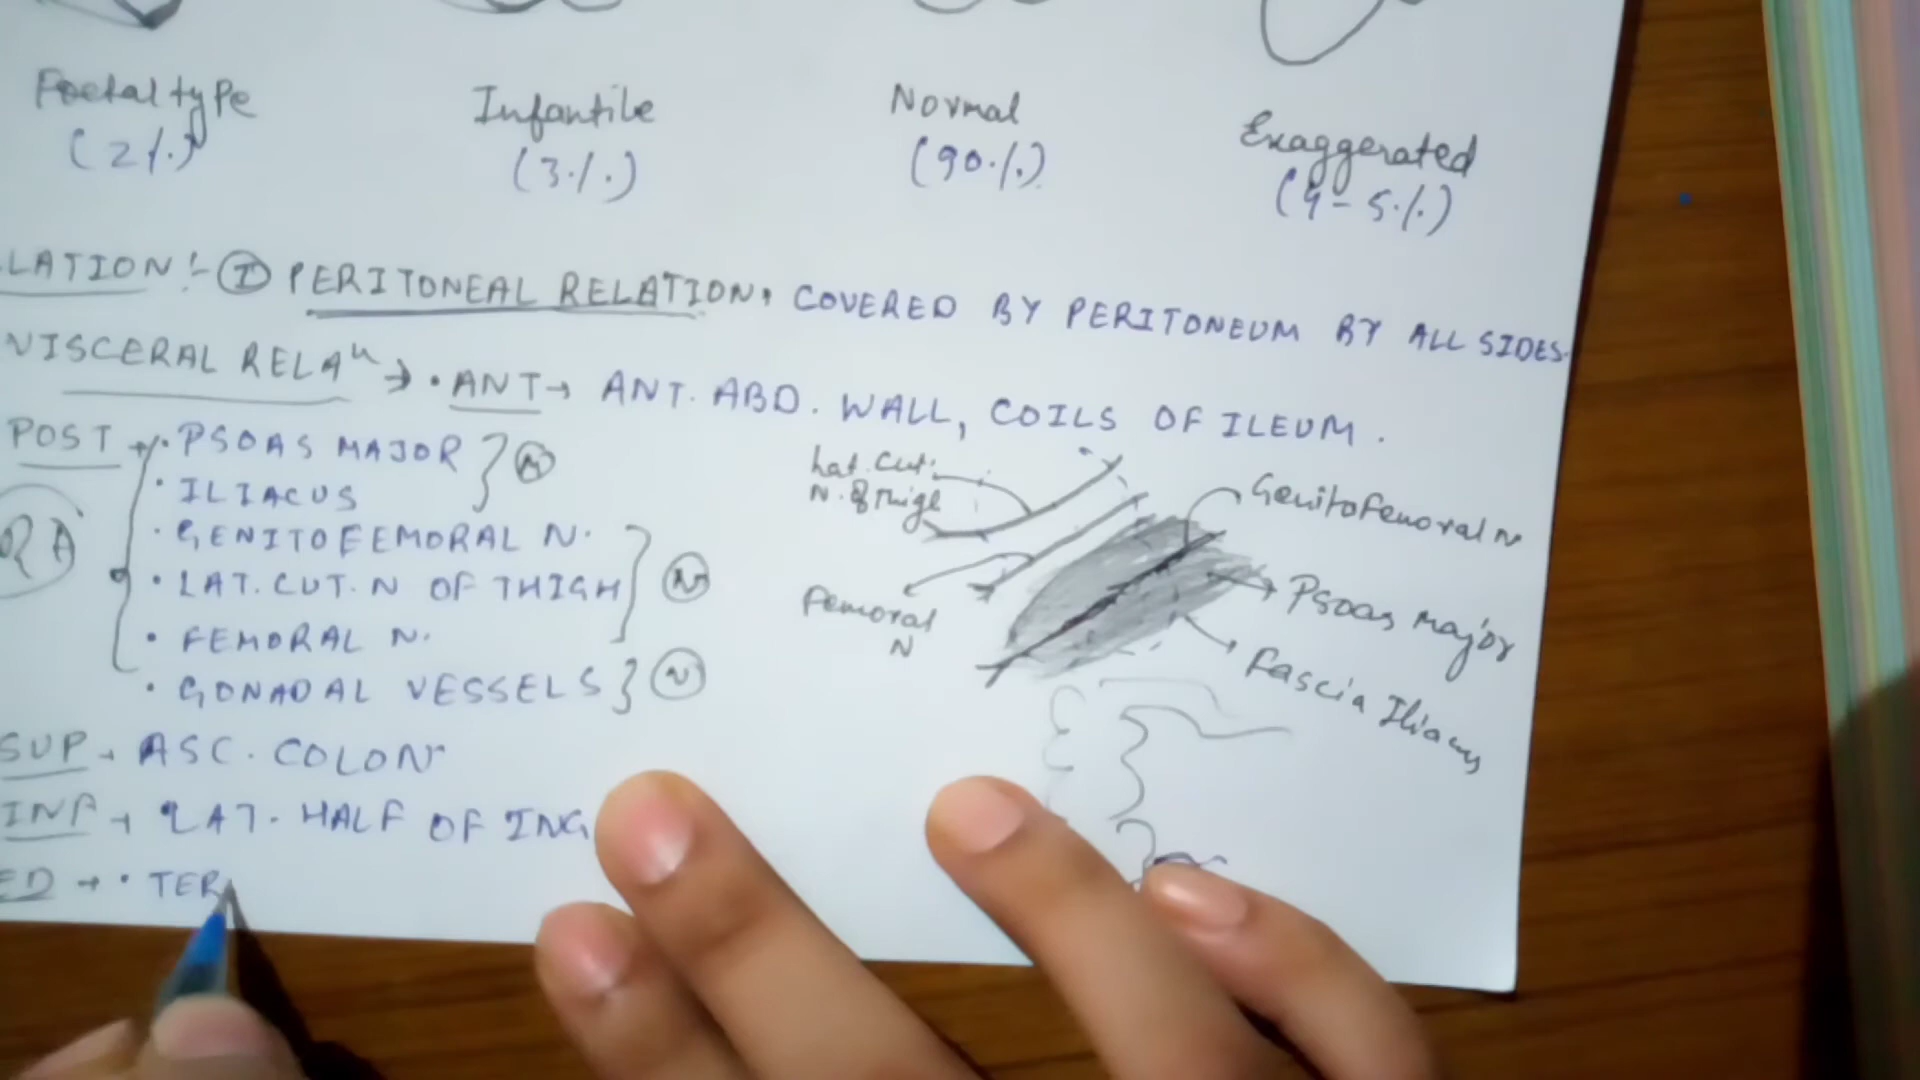 Foetal type
(2%)
Infantile
(3%)
Normal
(90%)
Exaggerated
(4-5%)
LATION:- I PERITONEAL RELATION. COVERED BY PERITONEUM BY ALL SIDES.
VISCERAL RELAⁿ → • ANT → ANT. ABD. WALL, COILS OF ILEUM.
POST → • PSOAS MAJOR } M
• ILIACUS
• GENITOFEMORAL N.
• LAT. CUT. N OF THIGH } N
• FEMORAL N.
• GONADAL VESSELS } V
SUP → ASC. COLON
INF → LAT. HALF OF ING
ED → • TER
Lat. Cut.
N. of Thigh
Femoral
N
Genitofemoral N
Psoas Major
Fascia Iliacus